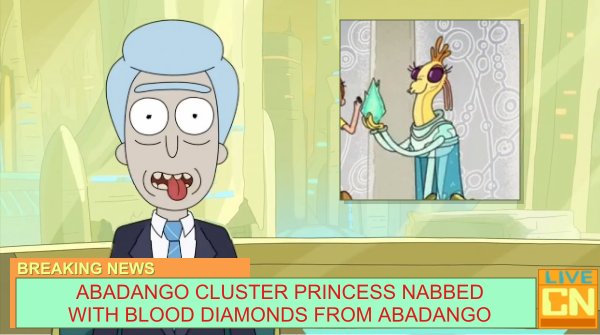 BREAKING NEWS
ABADANGO CLUSTER PRINCESS NABBED
WITH BLOOD DIAMONDS FROM ABADANGO
LIVE
CN